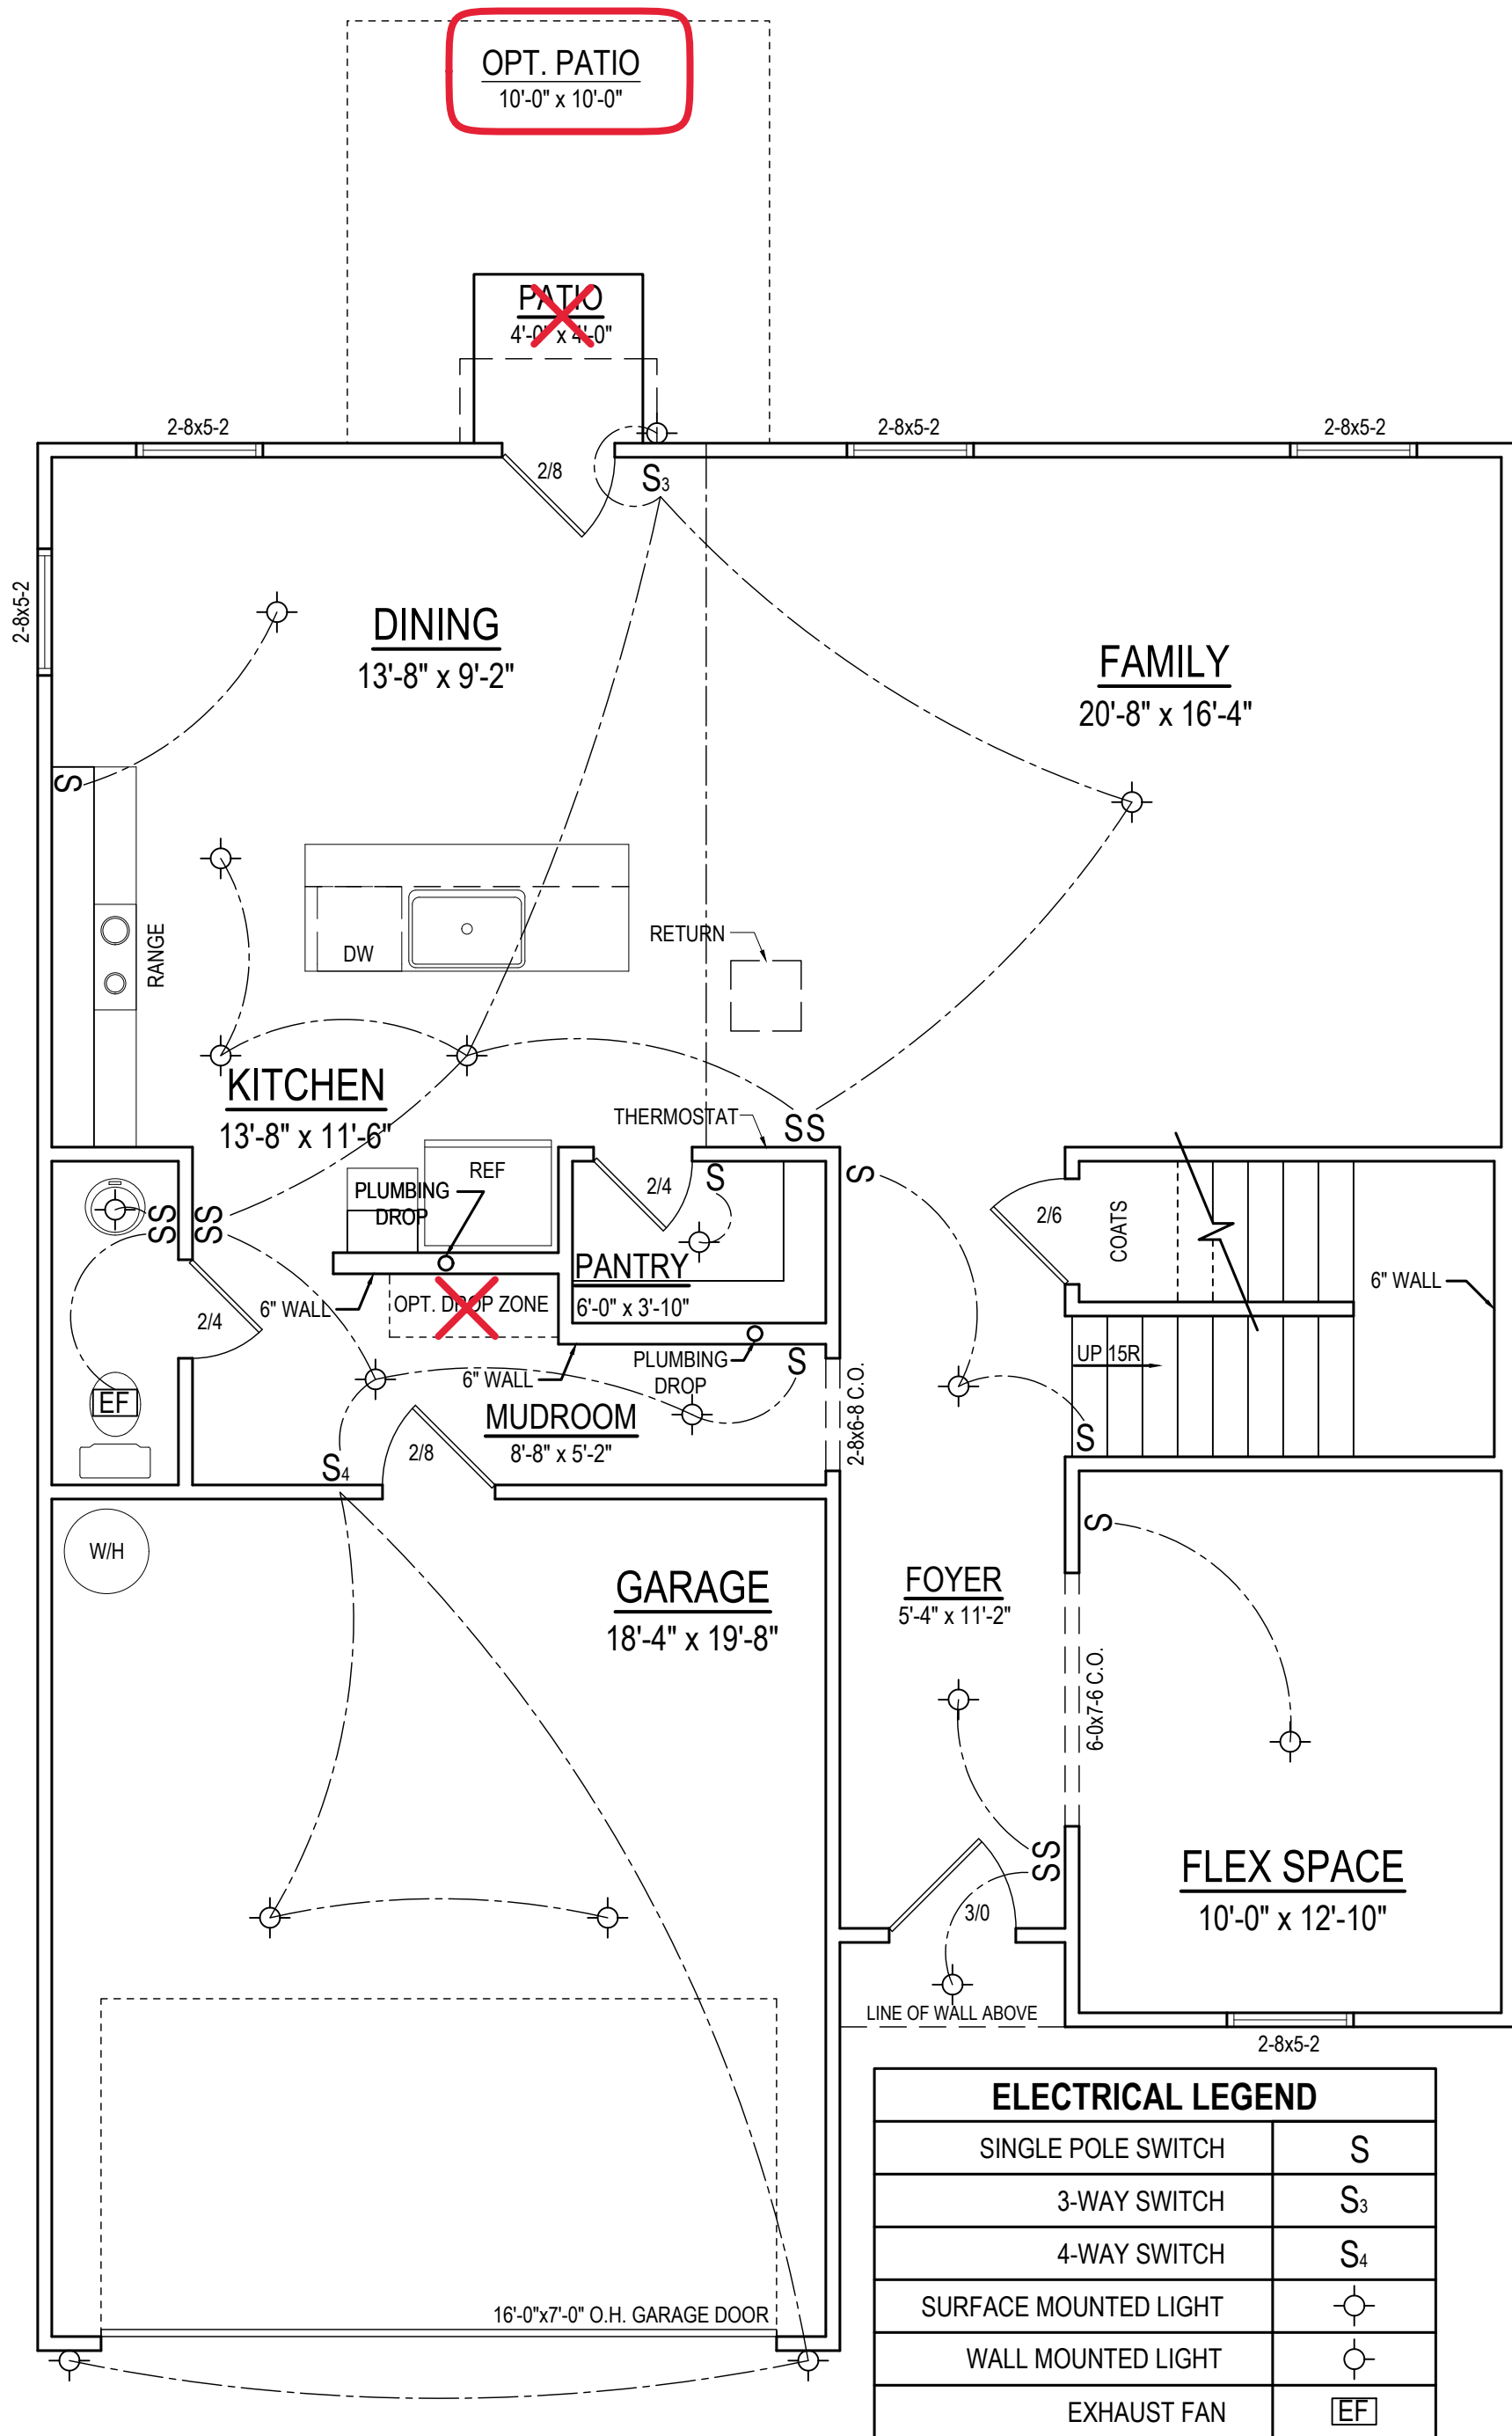 OPT. PATIO
10'-0" x 10'-0"
PATIO
4'-0" x 4'-0"
2-8x5-2
2-8x5-2
2-8x5-2
2/8
S3
2-8x5-2
DINING
13'-8" x 9'-2"
FAMILY
20'-8" x 16'-4"
S
RANGE
DW
RETURN
KITCHEN
13'-8" x 11'-6"
THERMOSTAT
SS
REF
PLUMBING
DROP
2/4
S
S
2/6
COATS
6" WALL
SS
SS
PANTRY
6'-0" x 3'-10"
6" WALL
OPT. DROP ZONE
2/4
UP 15R
6" WALL
PLUMBING
DROP
S
2-8x6-8 C.O.
EF
MUDROOM
8'-8" x 5'-2"
2/8
S4
S
S
W/H
GARAGE
18'-4" x 19'-8"
FOYER
5'-4" x 11'-2"
6-0x7-6 C.O.
SS
FLEX SPACE
10'-0" x 12'-10"
3/0
LINE OF WALL ABOVE
2-8x5-2
ELECTRICAL LEGEND
SINGLE POLE SWITCH S
3-WAY SWITCH S3
4-WAY SWITCH S4
SURFACE MOUNTED LIGHT
WALL MOUNTED LIGHT
EXHAUST FAN EF
16'-0"x7'-0" O.H. GARAGE DOOR